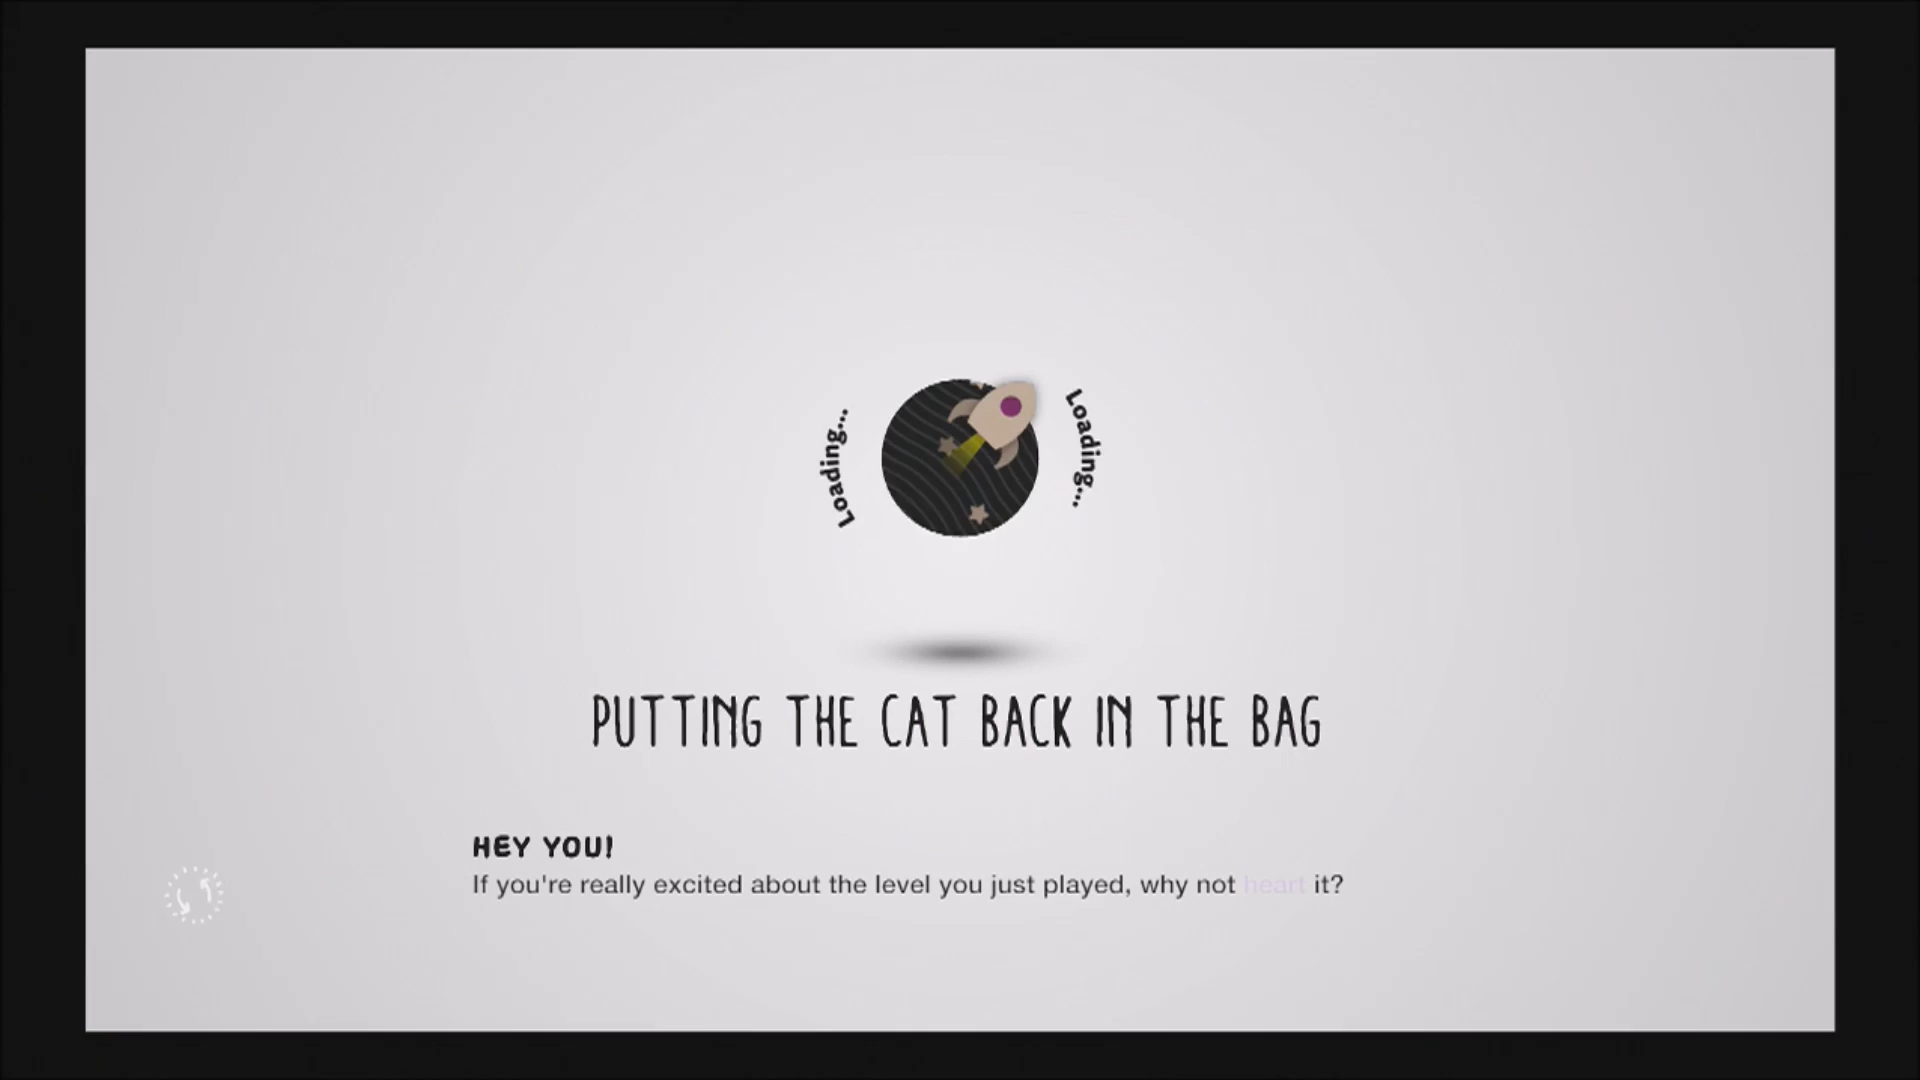 Loading...
Loading...
PUTTING THE CAT BACK IN THE BAG
HEY YOU!
If you're really excited about the level you just played, why not heart it?